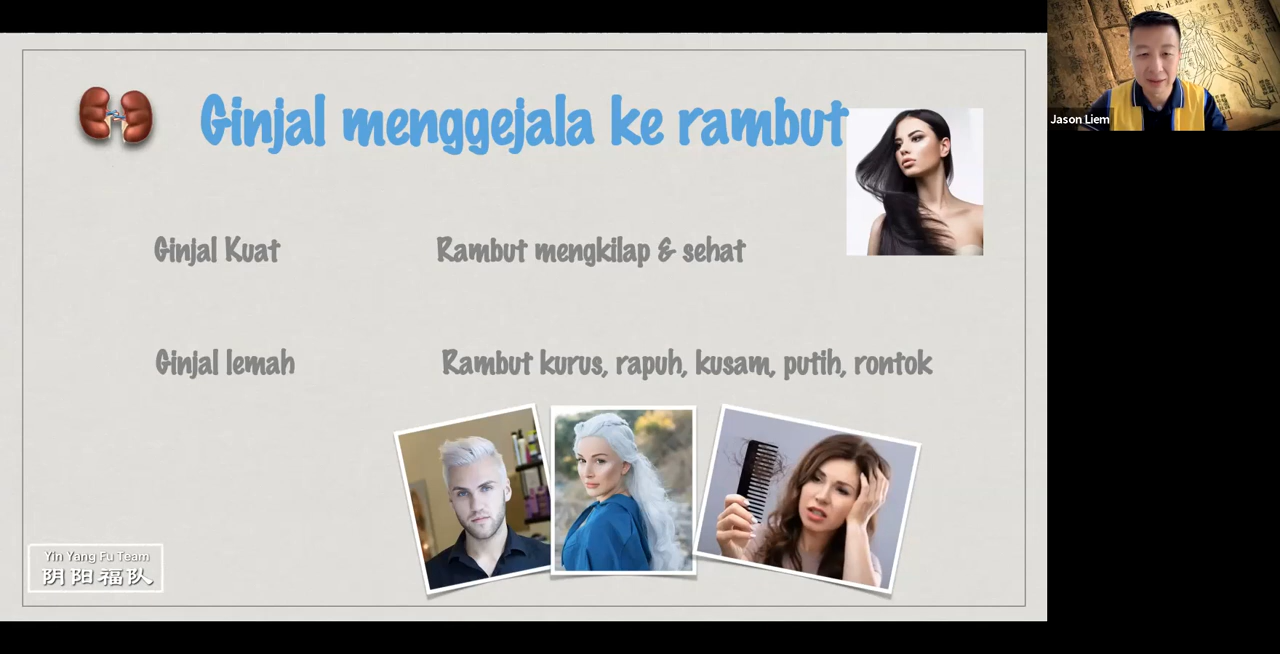 Ginjal menggejala ke rambut
Ginjal Kuat
Rambut mengkilap & sehat
Ginjal lemah
Rambut kurus, rapuh, kusam, putih, rontok
Yin Yang Fu Team
阴阳福队
Jason Liem